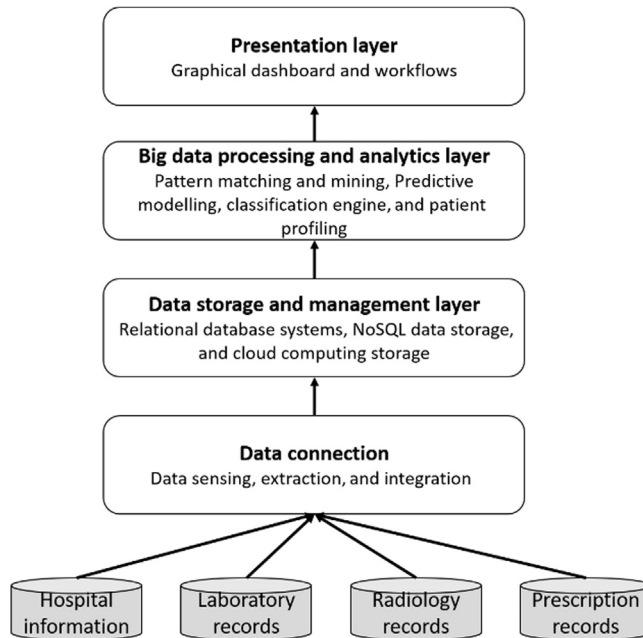 Presentation layer
Graphical dashboard and workflows
Big data processing and analytics layer
Pattern matching and mining, Predictive
modelling, classification engine, and patient
profiling
Data storage and management layer
Relational database systems, NoSQL data storage,
and cloud computing storage
Data connection
Data sensing, extraction, and integration
Hospital
information
Laboratory
records
Radiology
records
Prescription
records